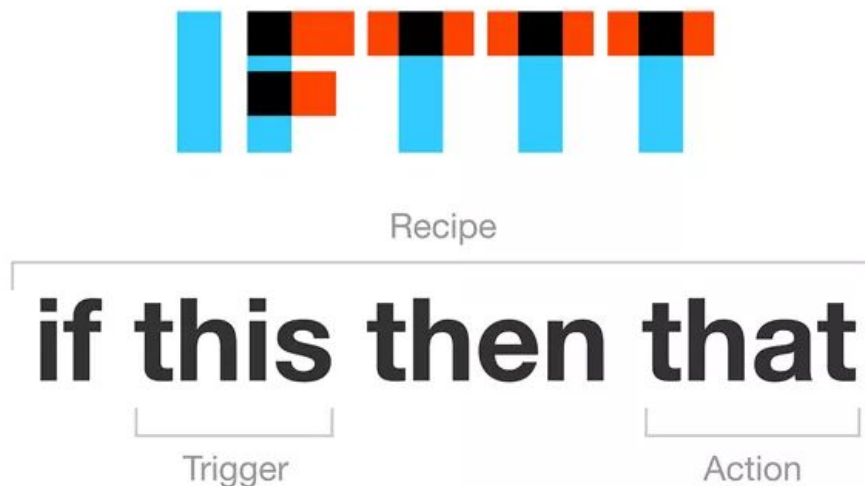 IFTTT
Recipe
if this then that
Trigger Action